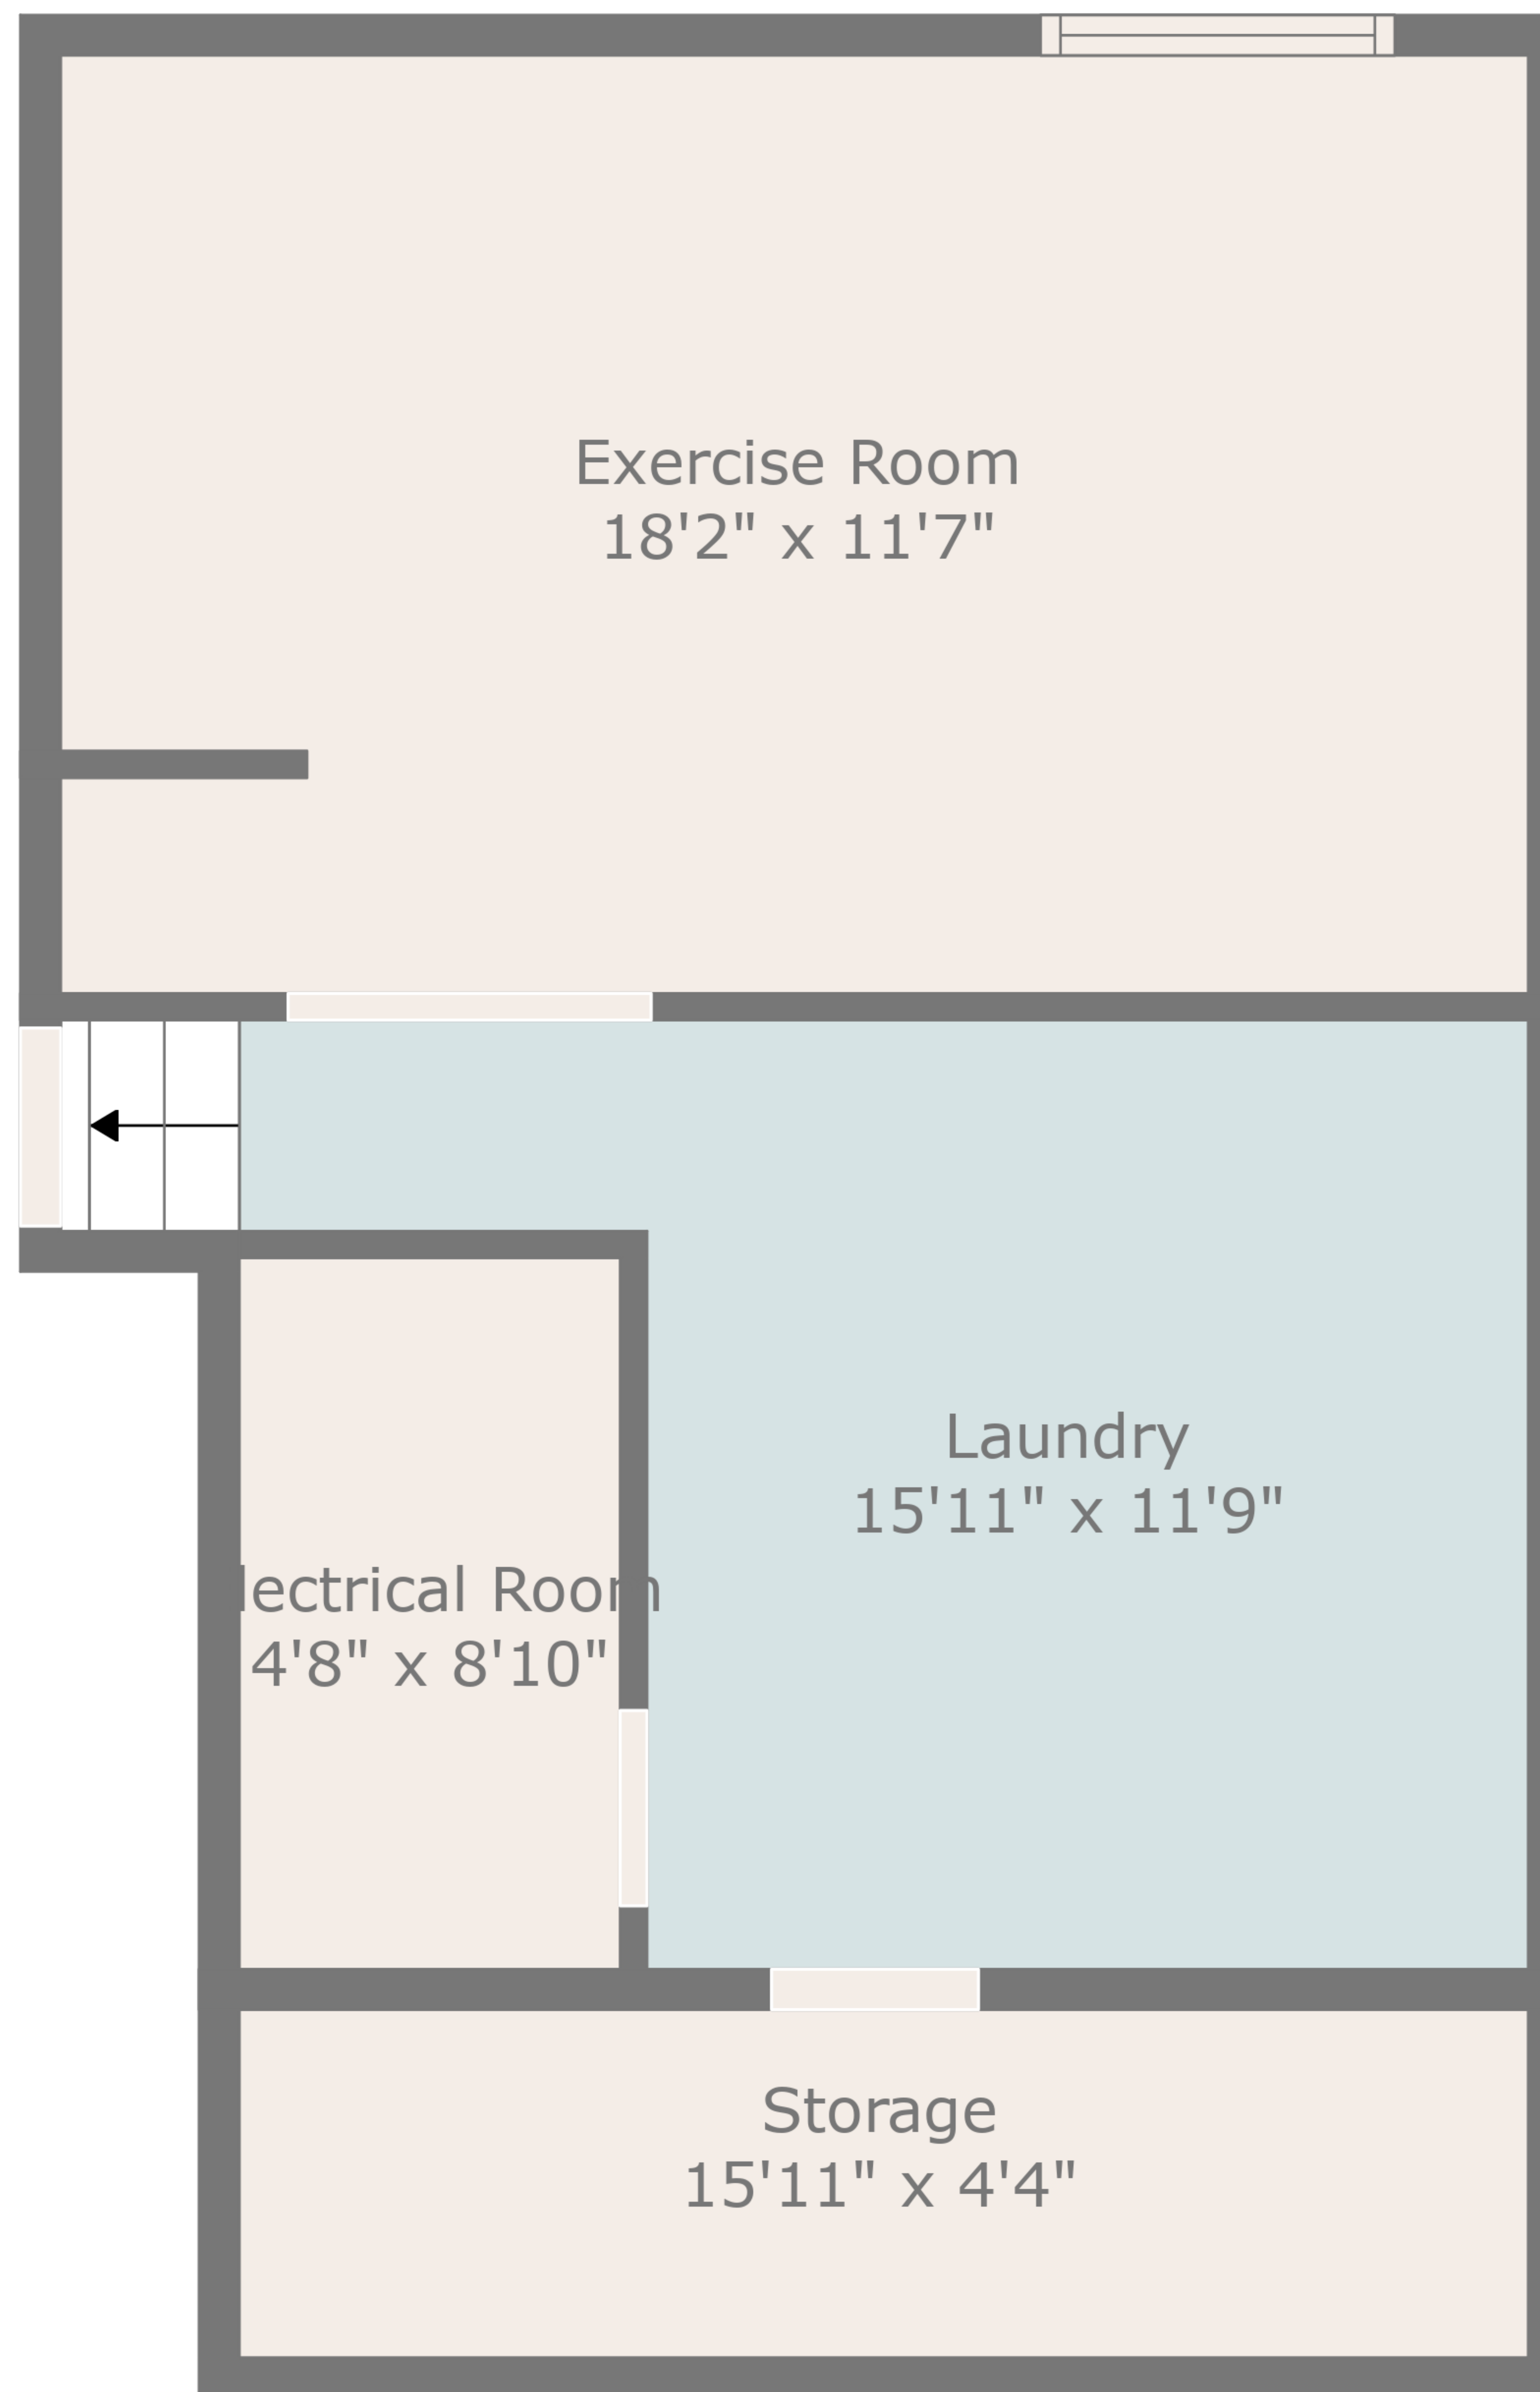 Exercise Room
18'2" x 11'7"
Laundry
15'11" x 11'9"
Electrical Room
4'8" x 8'10"
Storage
15'11" x 4'4"